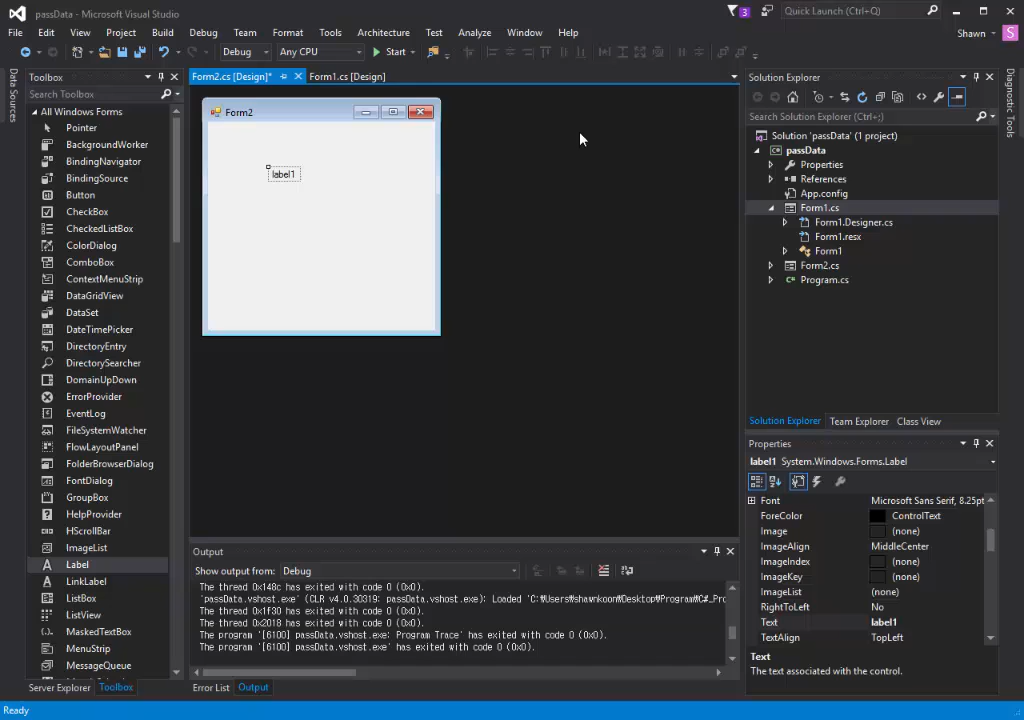 passData - Microsoft Visual Studio
3
Quick Launch (Ctrl+Q)
File Edit View Project Build Debug Team Format Tools Architecture Test Analyze Window Help
Shawn
S
Debug Any CPU Start
Data Sources
Toolbox
Search Toolbox
All Windows Forms
Pointer
BackgroundWorker
BindingNavigator
BindingSource
Button
CheckBox
CheckedListBox
ColorDialog
ComboBox
ContextMenuStrip
DataGridView
DataSet
DateTimePicker
DirectoryEntry
DirectorySearcher
DomainUpDown
ErrorProvider
EventLog
FileSystemWatcher
FlowLayoutPanel
FolderBrowserDialog
FontDialog
GroupBox
HelpProvider
HScrollBar
ImageList
Label
LinkLabel
ListBox
ListView
MaskedTextBox
MenuStrip
MessageQueue
Server Explorer Toolbox
Form2.cs [Design]* Form1.cs [Design]
Form2
label1
Output
Show output from: Debug
The thread 0x148c has exited with code 0 (0x0).
'passData.vshost.exe' (CLR v4.0.30319: passData.vshost.exe): Loaded 'C:₩Users₩shawnkoon₩Desktop₩Program₩C#_Pro
The thread 0x1f30 has exited with code 0 (0x0).
The thread 0x2018 has exited with code 0 (0x0).
The program '[6100] passData.vshost.exe: Program Trace' has exited with code 0 (0x0).
The program '[6100] passData.vshost.exe' has exited with code 0 (0x0).
Error List Output
Solution Explorer
Search Solution Explorer (Ctrl+;)
Solution 'passData' (1 project)
passData
Properties
References
App.config
Form1.cs
Form1.Designer.cs
Form1.resx
Form1
Form2.cs
Program.cs
Solution Explorer Team Explorer Class View
Properties
label1 System.Windows.Forms.Label
Font Microsoft Sans Serif, 8.25pt
ForeColor ControlText
Image (none)
ImageAlign MiddleCenter
ImageIndex (none)
ImageKey (none)
ImageList (none)
RightToLeft No
Text label1
TextAlign TopLeft
Text
The text associated with the control.
Diagnostic Tools
Ready